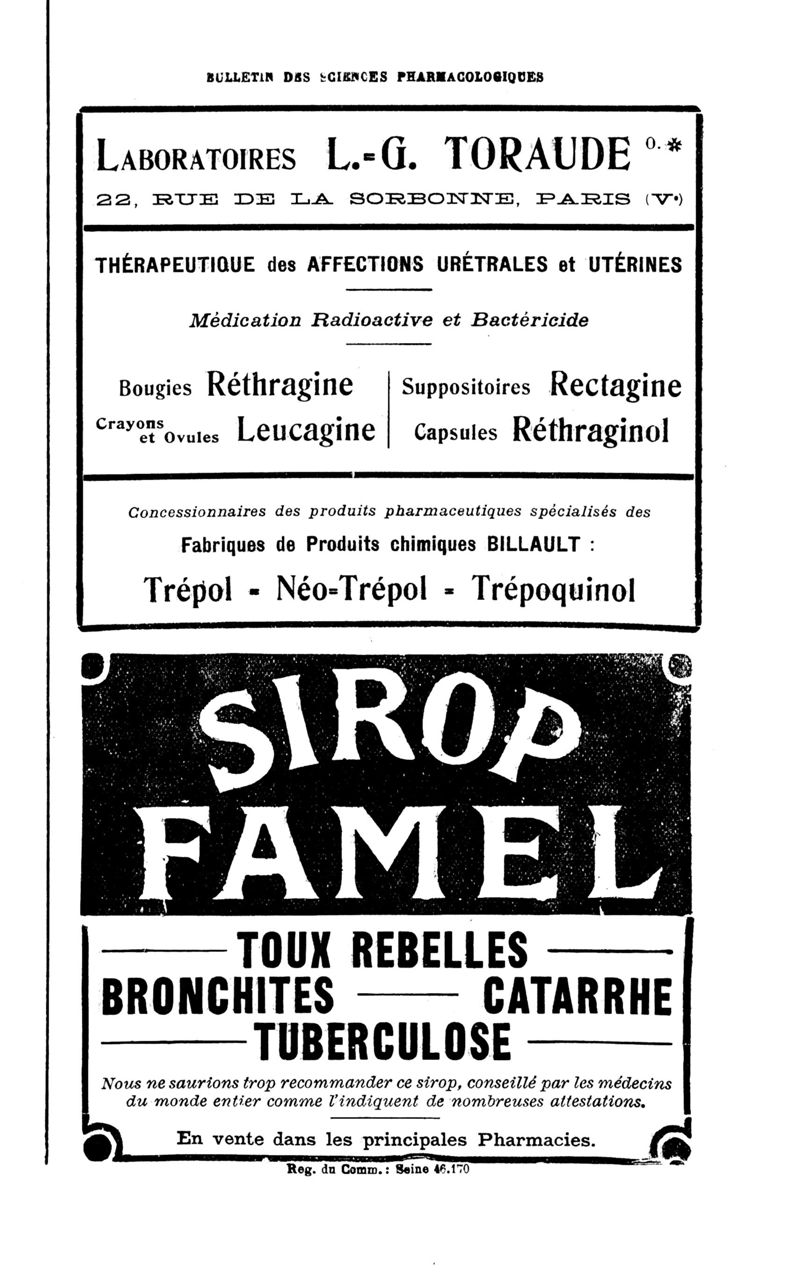 BULLETIN DES SCIENCES PHARMACOLOGIQUES
LABORATOIRES L.=G. TORAUDE O. *
22, RUE DE LA SORBONNE, PARIS (Ve)
THÉRAPEUTIQUE des AFFECTIONS URÉTRALES et UTÉRINES
Médication Radioactive et Bactéricide
Bougies Réthragine
Crayons et Ovules Leucagine
Suppositoires Rectagine
Capsules Réthraginol
Concessionnaires des produits pharmaceutiques spécialisés des
Fabriques de Produits chimiques BILLAULT :
Trépol - Néo=Trépol = Trépoquinol
SIROP
FAMEL
TOUX REBELLES
BRONCHITES — CATARRHE
TUBERCULOSE
Nous ne saurions trop recommander ce sirop, conseillé par les médecins
du monde entier comme l'indiquent de nombreuses attestations.
En vente dans les principales Pharmacies.
Reg. du Comm. : Seine 46.170